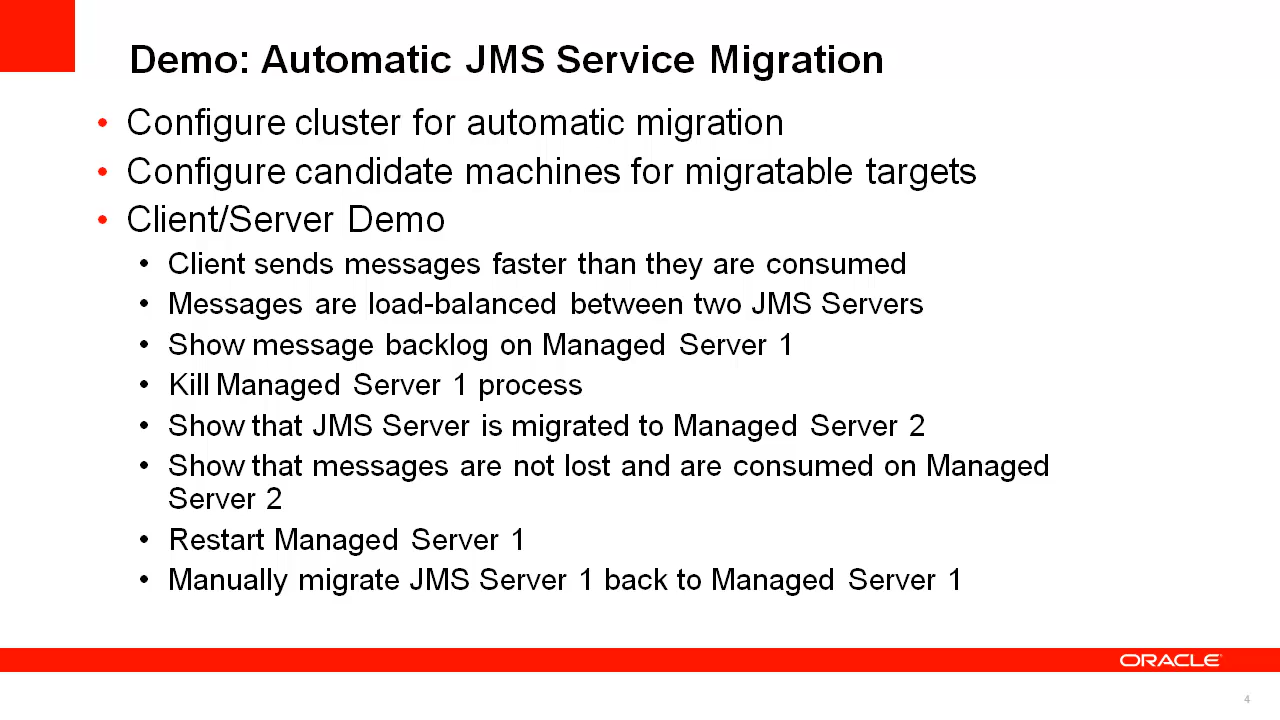 Demo: Automatic JMS Service Migration
• Configure cluster for automatic migration
• Configure candidate machines for migratable targets
• Client/Server Demo
• Client sends messages faster than they are consumed
• Messages are load-balanced between two JMS Servers
• Show message backlog on Managed Server 1
• Kill Managed Server 1 process
• Show that JMS Server is migrated to Managed Server 2
• Show that messages are not lost and are consumed on Managed
Server 2
• Restart Managed Server 1
• Manually migrate JMS Server 1 back to Managed Server 1
ORACLE
4